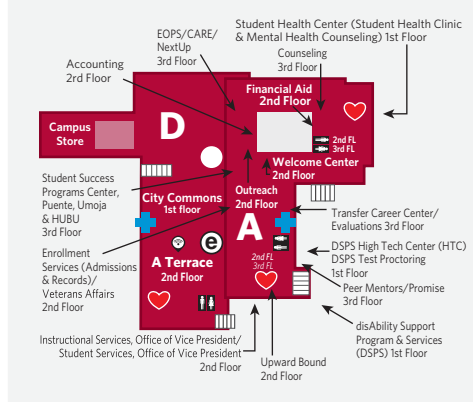 Student Health Center (Student Health Clinic
& Mental Health Counseling) 1st Floor
EOPS/CARE/
NextUp
3rd Floor
Counseling
3rd Floor
Accounting
2rd Floor
Financial Aid
2nd Floor
Campus
Store
D
2nd FL
3rd FL
Welcome Center
2nd Floor
Student Success
Programs Center,
Puente, Umoja
& HUBU
3rd Floor
City Commons
1st floor
Outreach
2nd Floor
A
Transfer Career Center/
Evaluations 3rd Floor
Enrollment
Services (Admissions
& Records)/
Veterans Affairs
2nd Floor
e
A Terrace
2nd Floor
2nd FL
3rd FL
DSPS High Tech Center (HTC)
DSPS Test Proctoring
1st Floor
Peer Mentors/Promise
3rd Floor
disAbility Support
Program & Services
(DSPS) 1st Floor
Instructional Services, Office of Vice President/
Student Services, Office of Vice President
2nd Floor
Upward Bound
2nd Floor